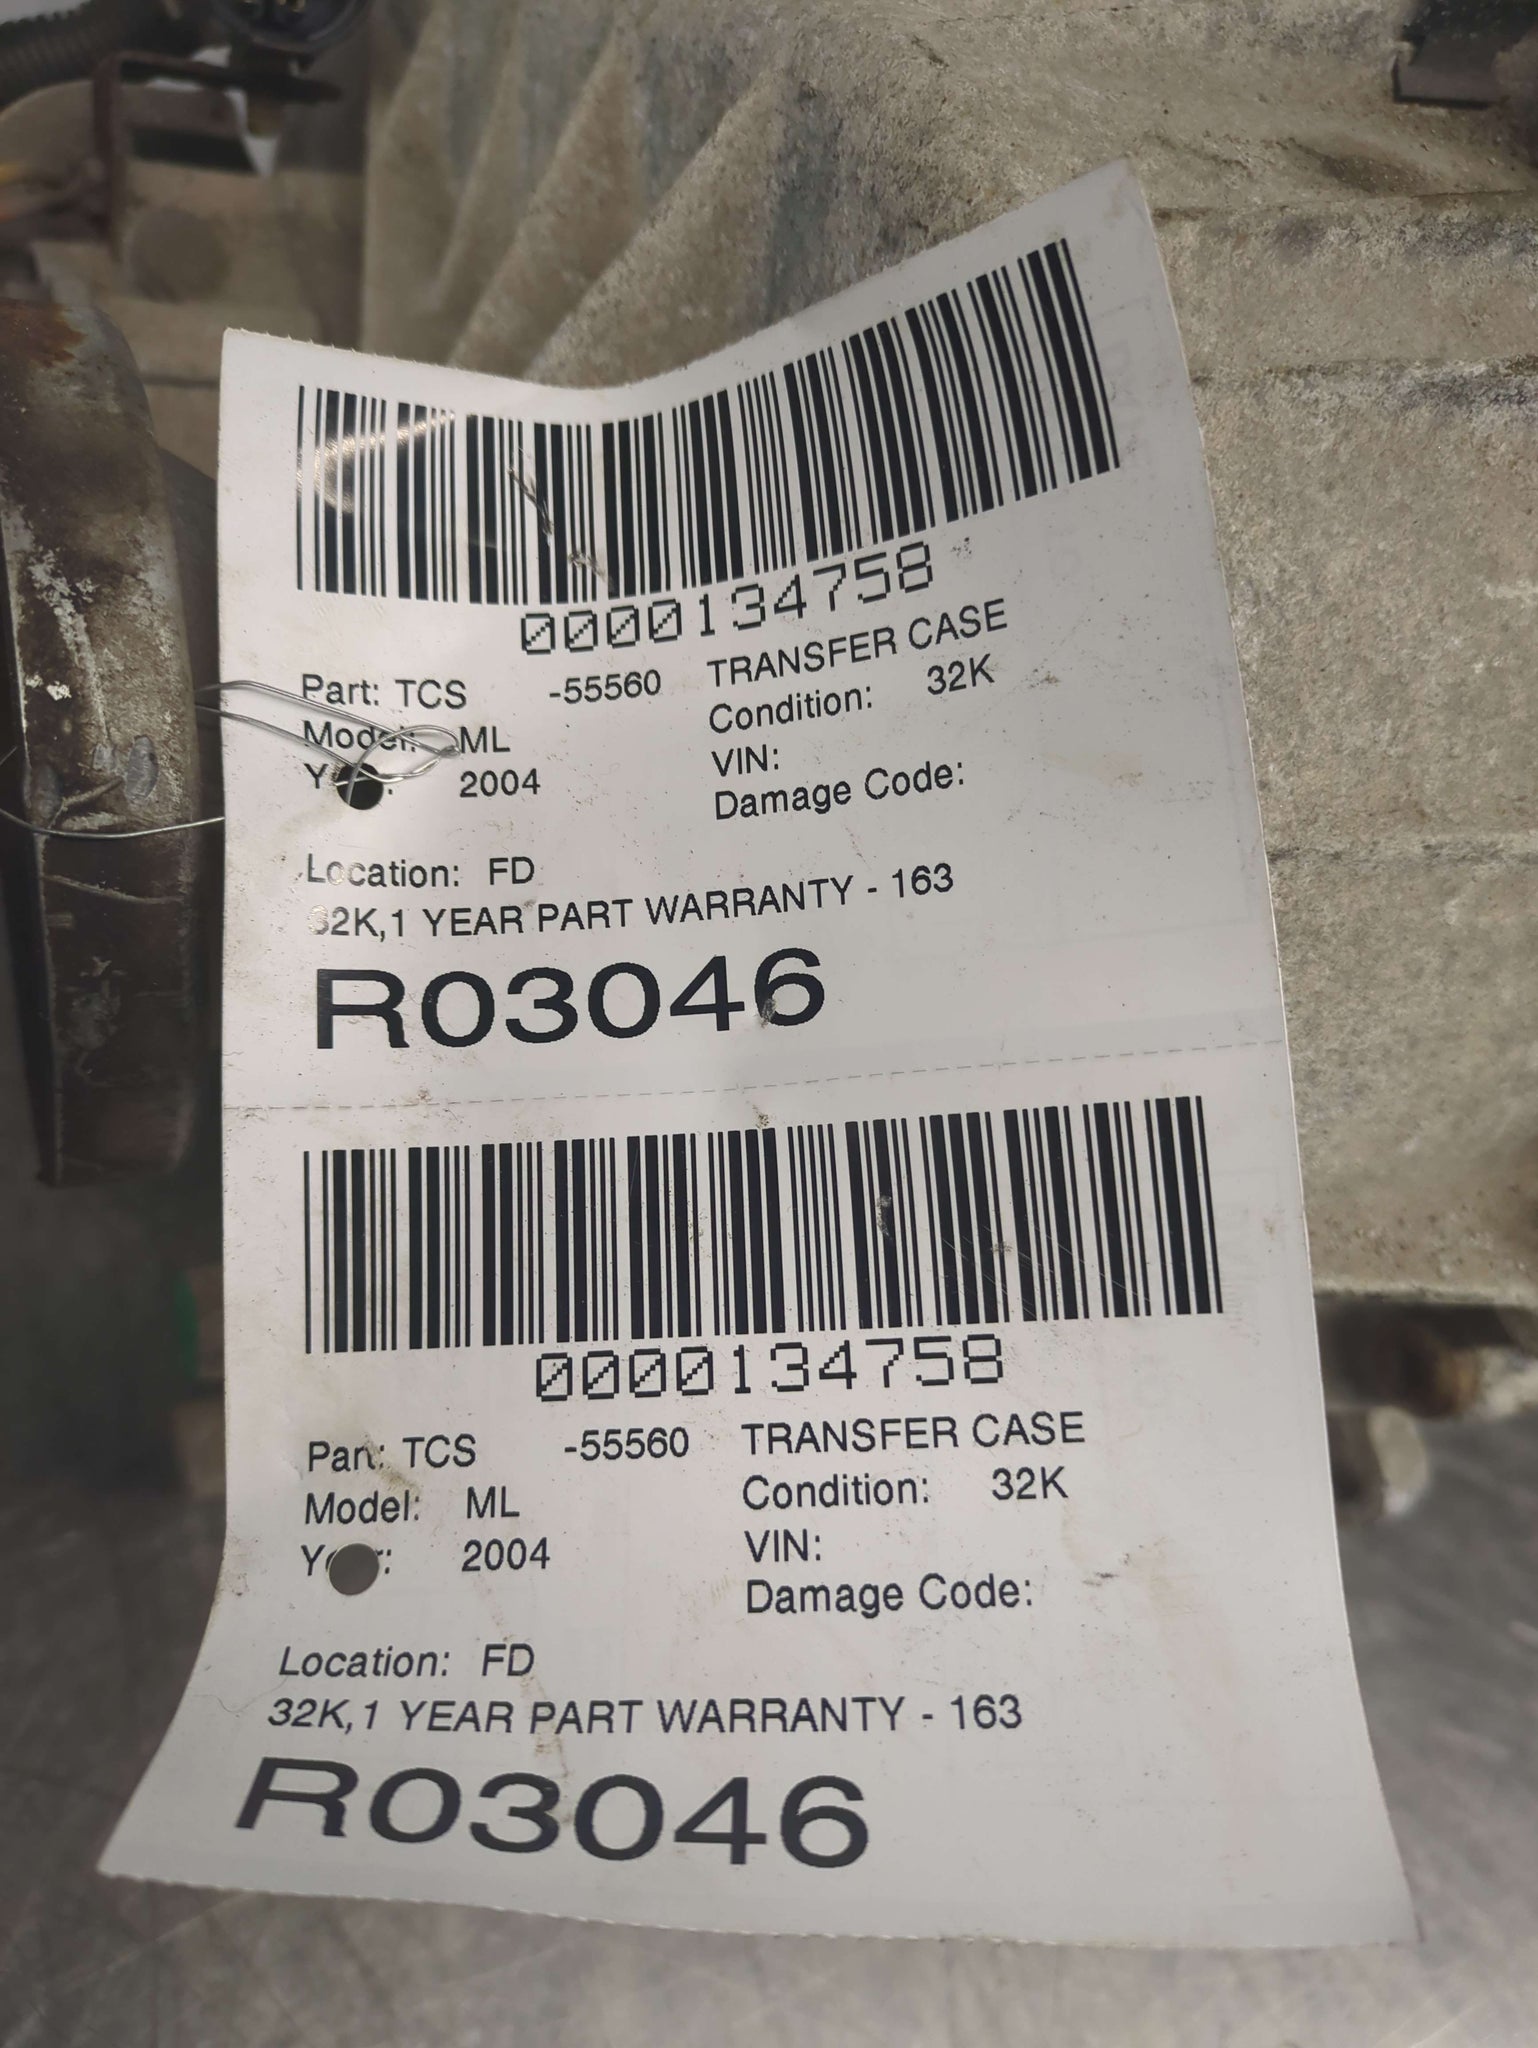 0000134758
Part: TCS -55560 TRANSFER CASE
Model: ML Condition: 32K
VIN:
2004
Damage Code:
Location: FD
32K,1 YEAR PART WARRANTY - 163
R03046
0000134758
Part: TCS -55560 TRANSFER CASE
Model: ML Condition: 32K
Year: 2004 VIN:
Damage Code:
Location: FD
32K,1 YEAR PART WARRANTY - 163
R03046